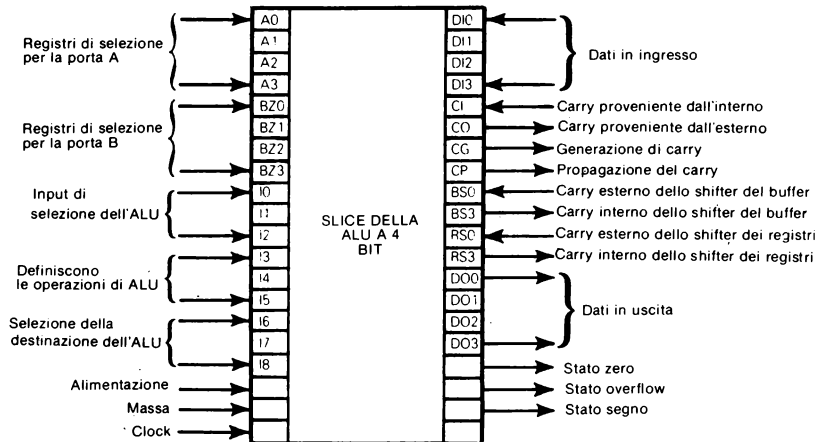 Registri di selezione
per la porta A
Registri di selezione
per la porta B
Input di
selezione dell'ALU
Definiscono
le operazioni di ALU
Selezione della
destinazione dell'ALU
Alimentazione
Massa
Clock
A0
A1
A2
A3
BZ0
BZ1
BZ2
BZ3
I0
I1
I2
I3
I4
I5
I6
I7
I8
SLICE DELLA
ALU A 4
BIT
DI0
DI1
DI2
DI3
CI
CO
CG
CP
BS0
BS3
RS0
RS3
DO0
DO1
DO2
DO3
Dati in ingresso
Carry proveniente dall'interno
Carry proveniente dall'esterno
Generazione di carry
Propagazione del carry
Carry esterno dello shifter del buffer
Carry interno dello shifter del buffer
Carry esterno dello shifter dei registri
Carry interno dello shifter dei registri
Dati in uscita
Stato zero
Stato overflow
Stato segno